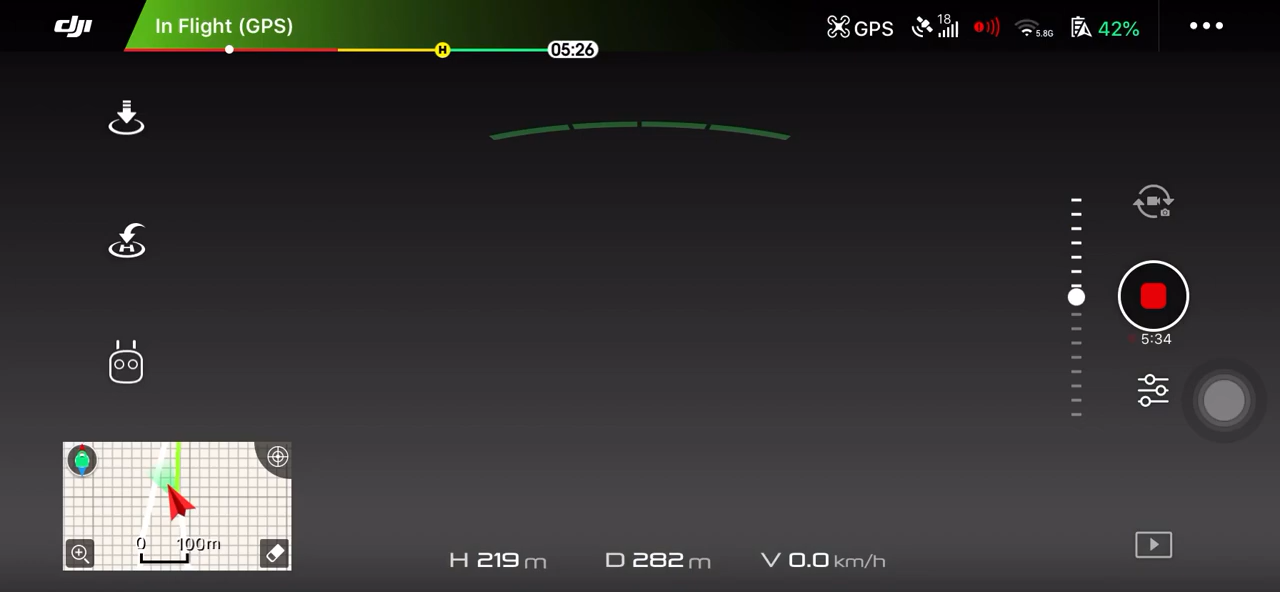 dji In Flight (GPS) GPS 18 5.8G 42%
H 05:26
H
5:34
0 100m
H 219 m D 282 m V 0.0 km/h